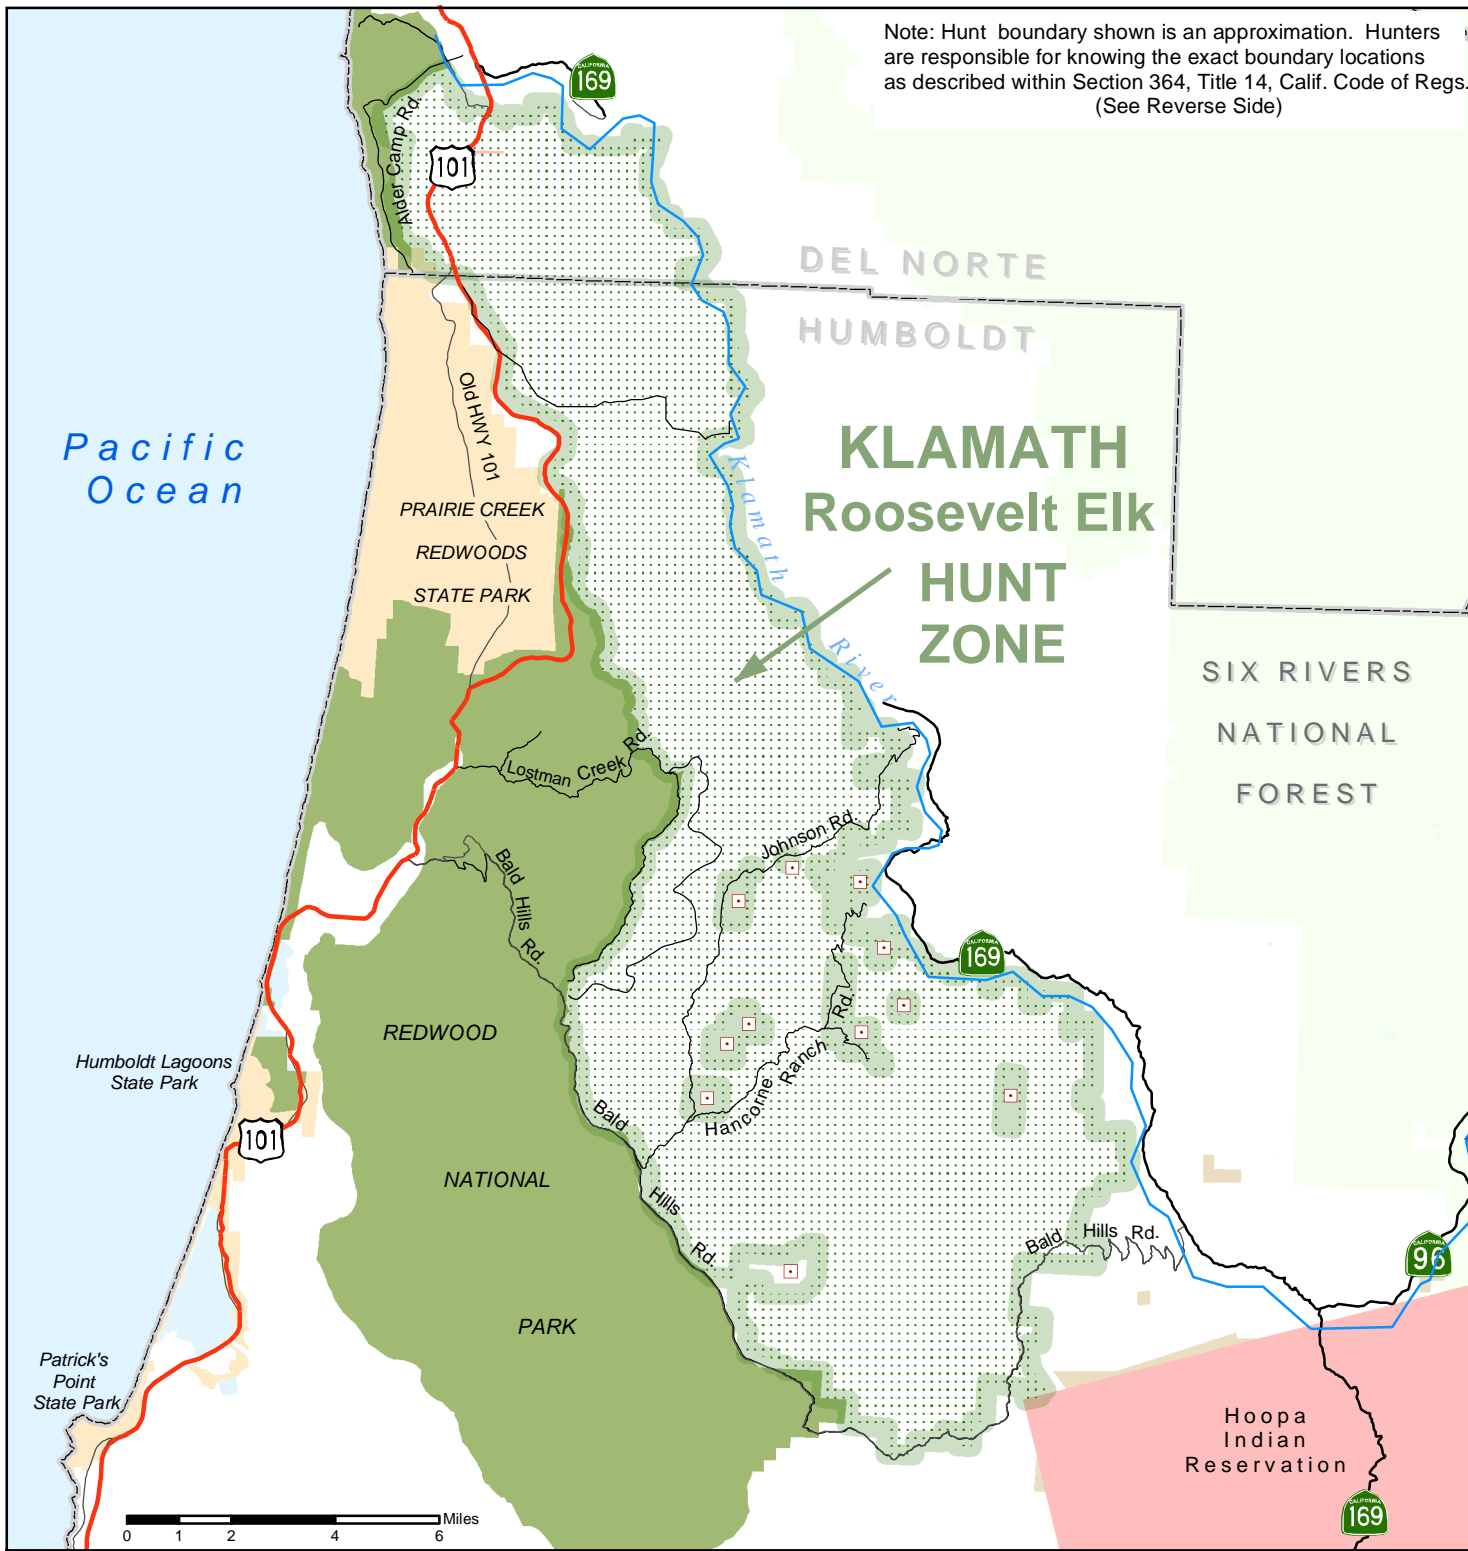 Note: Hunt boundary shown is an approximation. Hunters
are responsible for knowing the exact boundary locations
as described within Section 364, Title 14, Calif. Code of Regs.
(See Reverse Side)
CALIFORNIA
169
Alder Camp Rd.
101
DEL NORTE
HUMBOLDT
Old HWY 101
Pacific
Ocean
KLAMATH
Roosevelt Elk
HUNT
ZONE
Klamath
River
PRAIRIE CREEK
REDWOODS
STATE PARK
SIX RIVERS
NATIONAL
FOREST
Lostman Creek Rd.
Johnson Rd.
Bald Hills Rd.
CALIFORNIA
169
REDWOOD
NATIONAL
PARK
Humboldt Lagoons
State Park
101
Hancorne Ranch Rd.
Bald Hills Rd.
Bald Hills Rd.
CALIFORNIA
96
Patrick's
Point
State Park
Hoopa
Indian
Reservation
CALIFORNIA
169
Miles
0 1 2 4 6